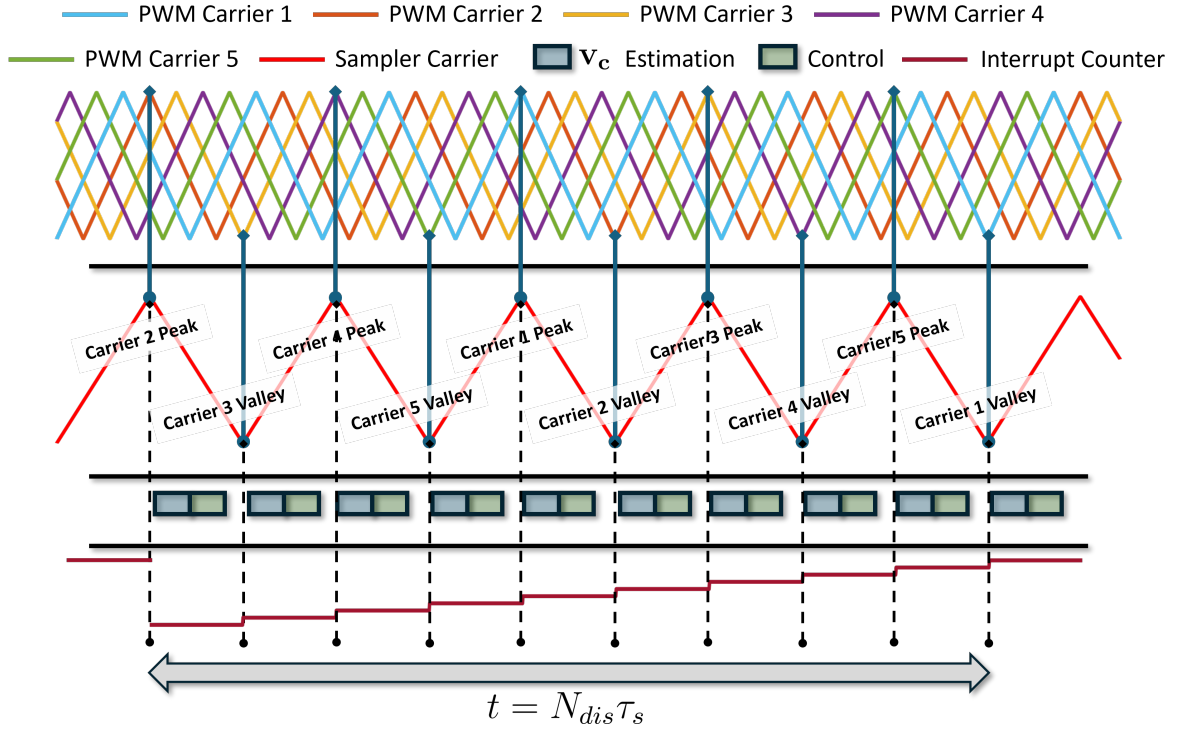 PWM Carrier 1 PWM Carrier 2 PWM Carrier 3 PWM Carrier 4
PWM Carrier 5 Sampler Carrier v_c Estimation Control Interrupt Counter
Carrier 2 Peak
Carrier 4 Peak
Carrier 1 Peak
Carrier 3 Peak
Carrier 5 Peak
Carrier 3 Valley
Carrier 5 Valley
Carrier 2 Valley
Carrier 4 Valley
Carrier 1 Valley
t = N_{dis}τ_s